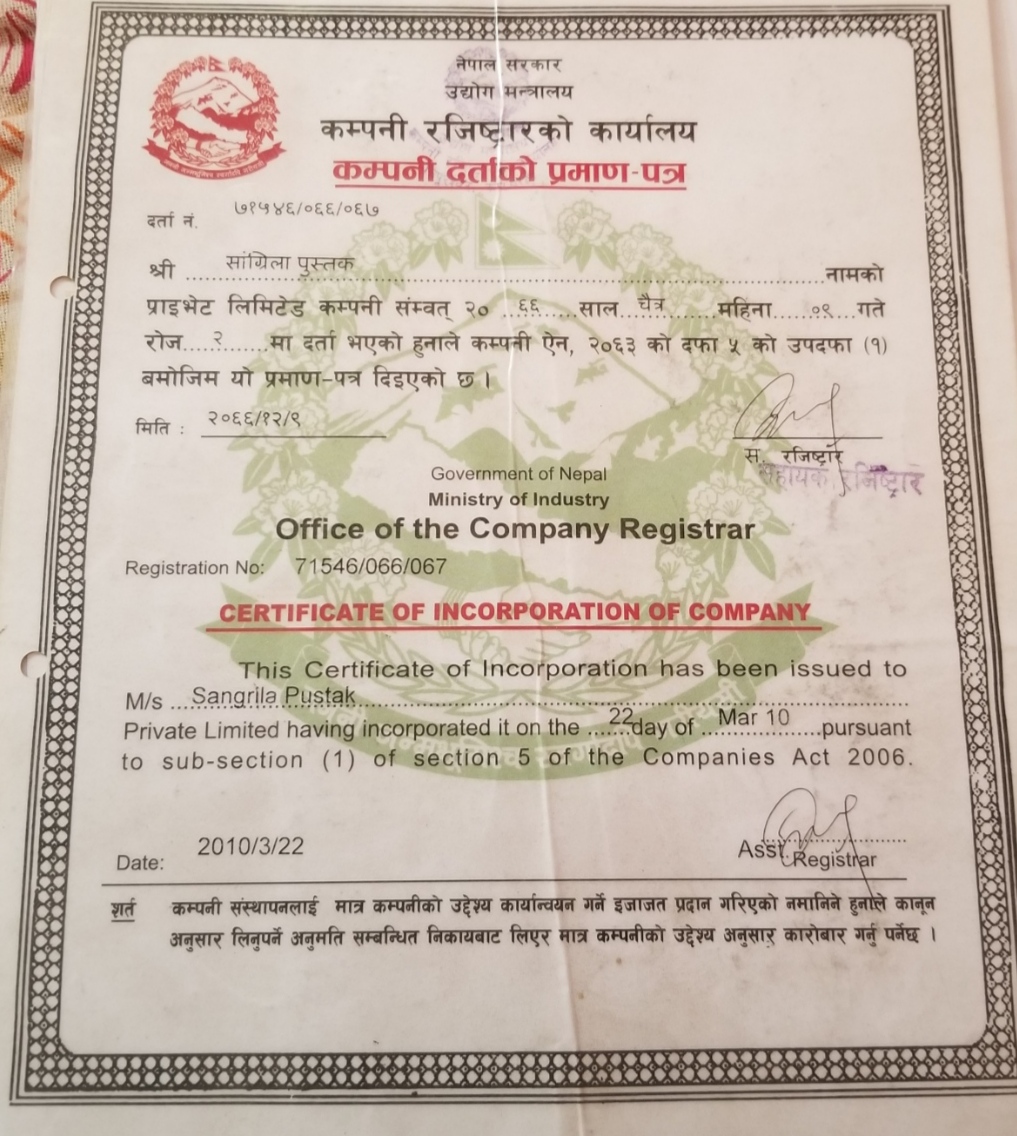 नेपाल सरकार
उद्योग मन्त्रालय
कम्पनी रजिष्टारको कार्यालय
कम्पनी दर्ताको प्रमाण-पत्र
दर्ता नं. ७१५४६/०६६/०६७
श्री सांग्रिला पुस्तक नामको
प्राइभेट लिमिटेड कम्पनी संम्बत् २० ६६ साल चैत्र महिना ०९ गते
रोज २ मा दर्ता भएको हुनाले कम्पनी ऐन, २०६३ को दफा ५ को उपदफा (१)
बमोजिम यो प्रमाण-पत्र दिइएको छ ।
मिति : २०६६/१२/९
स. रजिष्ट्रार
सहायक रजिष्ट्रार
Government of Nepal
Ministry of Industry
Office of the Company Registrar
Registration No: 71546/066/067
CERTIFICATE OF INCORPORATION OF COMPANY
This Certificate of Incorporation has been issued to
M/s Sangrila Pustak
Private Limited having incorporated it on the 22 day of Mar 10 pursuant
to sub-section (1) of section 5 of the Companies Act 2006.
Date: 2010/3/22
Asst. Registrar
शर्त कम्पनी संस्थापनलाई मात्र कम्पनीको उद्देश्य कार्यान्वयन गर्ने इजाजत प्रदान गरिएको नमानिने हुनाले कानून
अनुसार लिनुपर्ने अनुमति सम्बन्धित निकायबाट लिएर मात्र कम्पनीको उद्देश्य अनुसार कारोबार गर्नु पर्नेछ ।